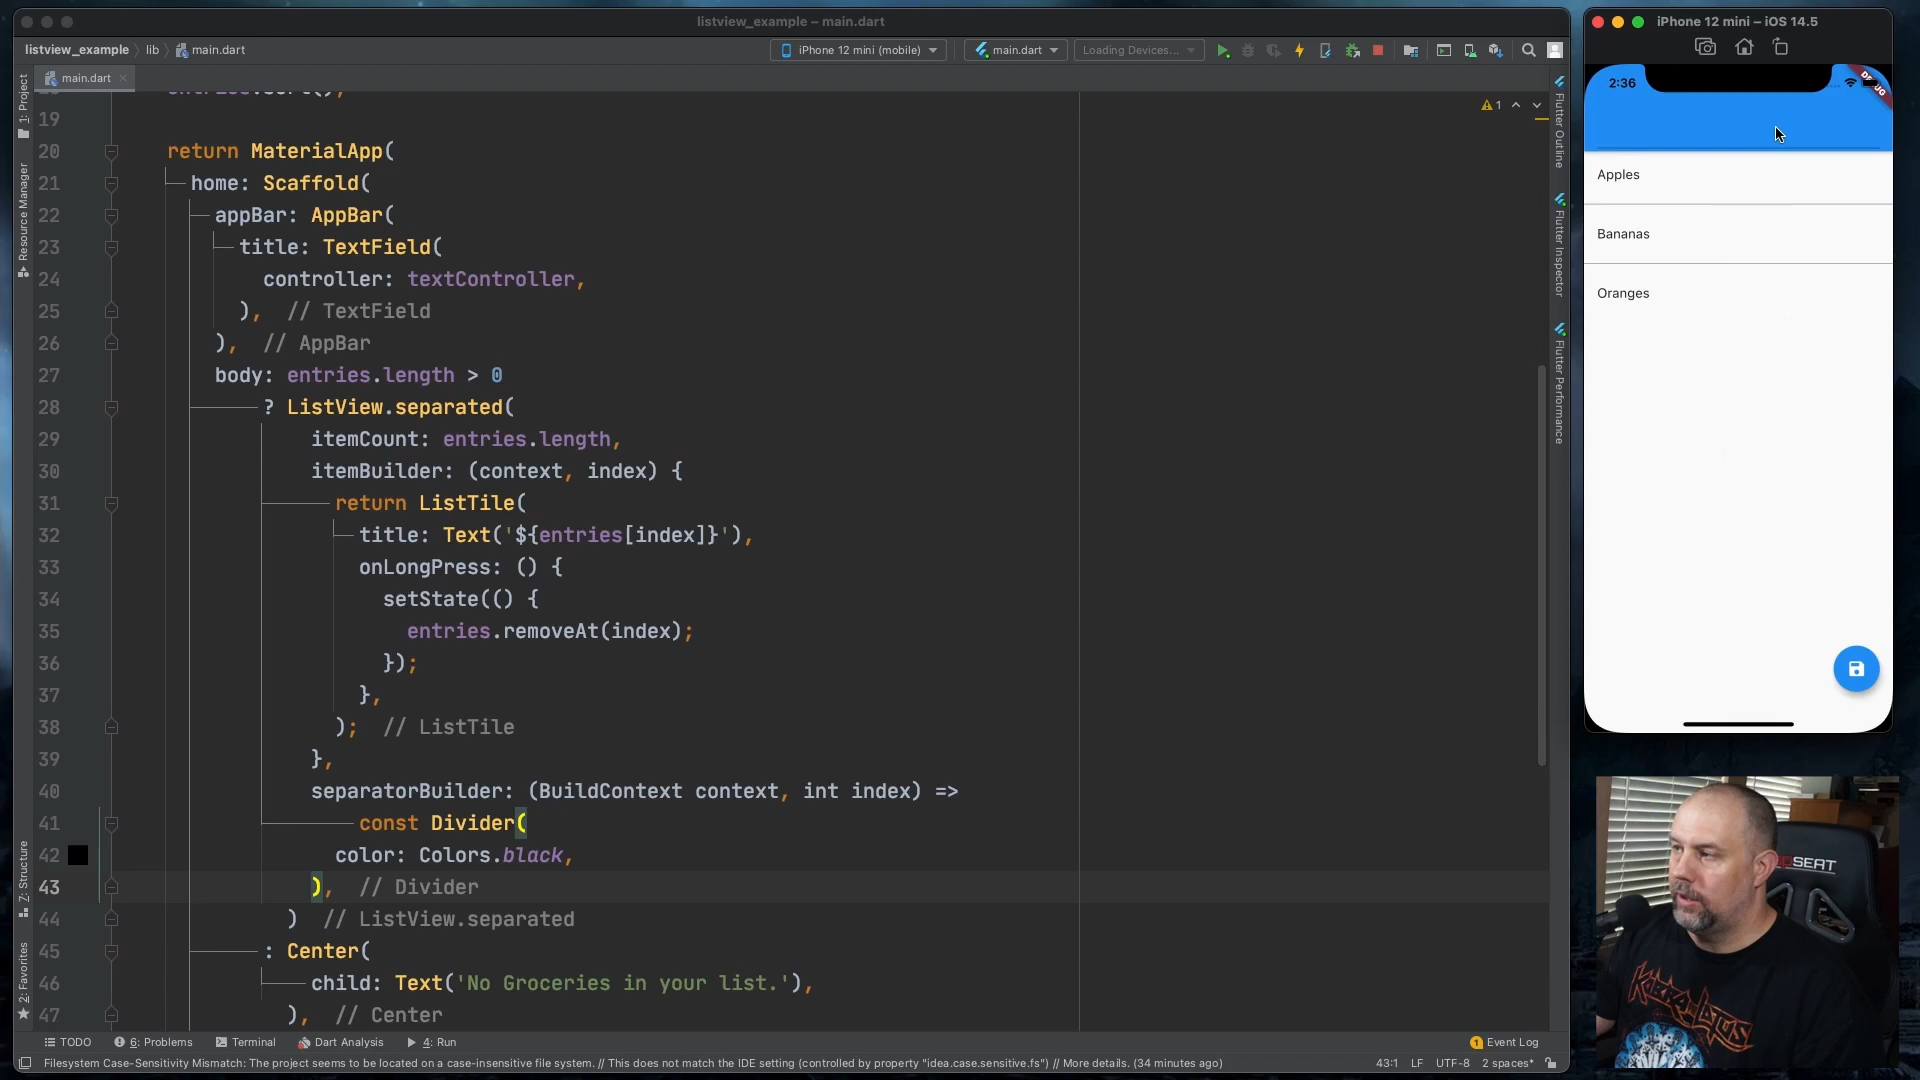 listview_example – main.dart
listview_example
lib
main.dart
iPhone 12 mini (mobile)
main.dart
Loading Devices...
main.dart
1: Project
Resource Manager
Z: Structure
2: Favorites
1
19
20 return MaterialApp(
21 home: Scaffold(
22 appBar: AppBar(
23 title: TextField(
24 controller: textController,
25 ), // TextField
26 ), // AppBar
27 body: entries.length > 0
28 ? ListView.separated(
29 itemCount: entries.length,
30 itemBuilder: (context, index) {
31 return ListTile(
32 title: Text('${entries[index]}'),
33 onLongPress: () {
34 setState(() {
35 entries.removeAt(index);
36 });
37 },
38 ); // ListTile
39 },
40 separatorBuilder: (BuildContext context, int index) =>
41 const Divider(
42 color: Colors.black,
43 ), // Divider
44 ) // ListView.separated
45 : Center(
46 child: Text('No Groceries in your list.'),
47 ), // Center
Flutter Outline
Flutter Inspector
Flutter Performance
TODO
6: Problems
Terminal
Dart Analysis
4: Run
1 Event Log
Filesystem Case-Sensitivity Mismatch: The project seems to be located on a case-insensitive file system. // This does not match the IDE setting (controlled by property "idea.case.sensitive.fs") // More details. (34 minutes ago)
43:1 LF UTF-8 2 spaces*
iPhone 12 mini – iOS 14.5
2:36
Apples
Bananas
Oranges